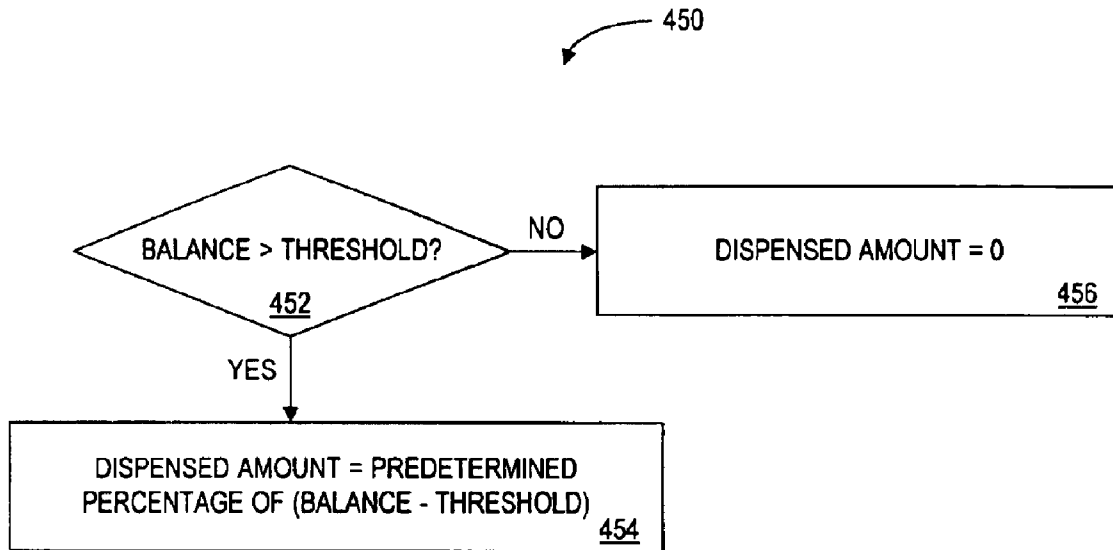 450
BALANCE > THRESHOLD?
452
NO
DISPENSED AMOUNT = 0
456
YES
DISPENSED AMOUNT = PREDETERMINED
PERCENTAGE OF (BALANCE - THRESHOLD)
454